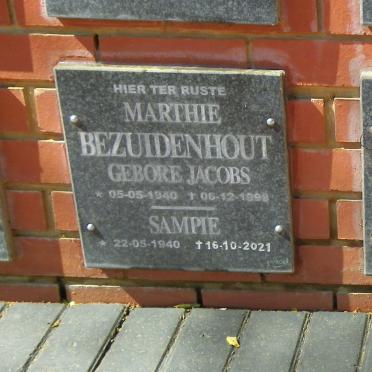 HIER TER RUSTE
MARTHIE
BEZUIDENHOUT
GEBORE JACOBS
* 05-05-1940 † 06-12-1998
SAMPIE
* 22-05-1940 † 16-10-2021